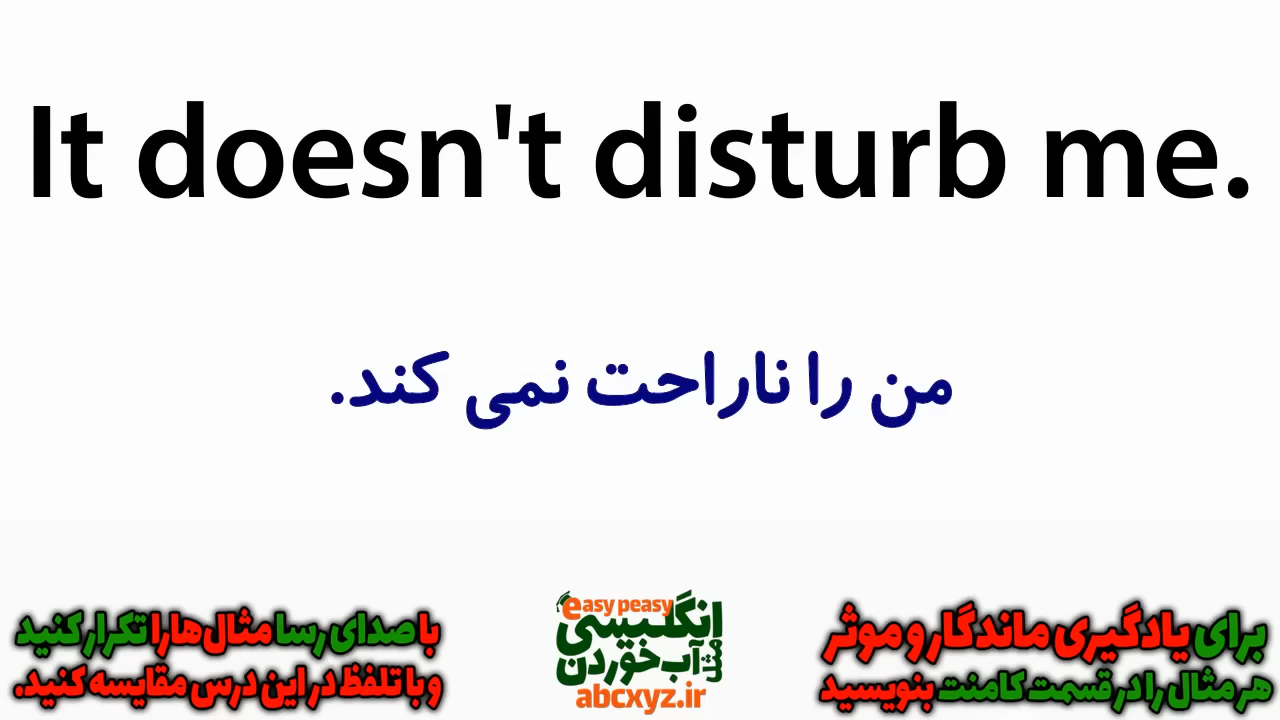 It doesn't disturb me.
من را ناراحت نمی کند.
برای یادگیری ماندگار و موثر
هر مثال را در قسمت کامنت بنویسید
easy peasy
انگلیسی
مثل آب خوردن
abcxyz.ir
با صدای رسا مثال‌ها را تکرار کنید
و با تلفظ در این درس مقایسه کنید.